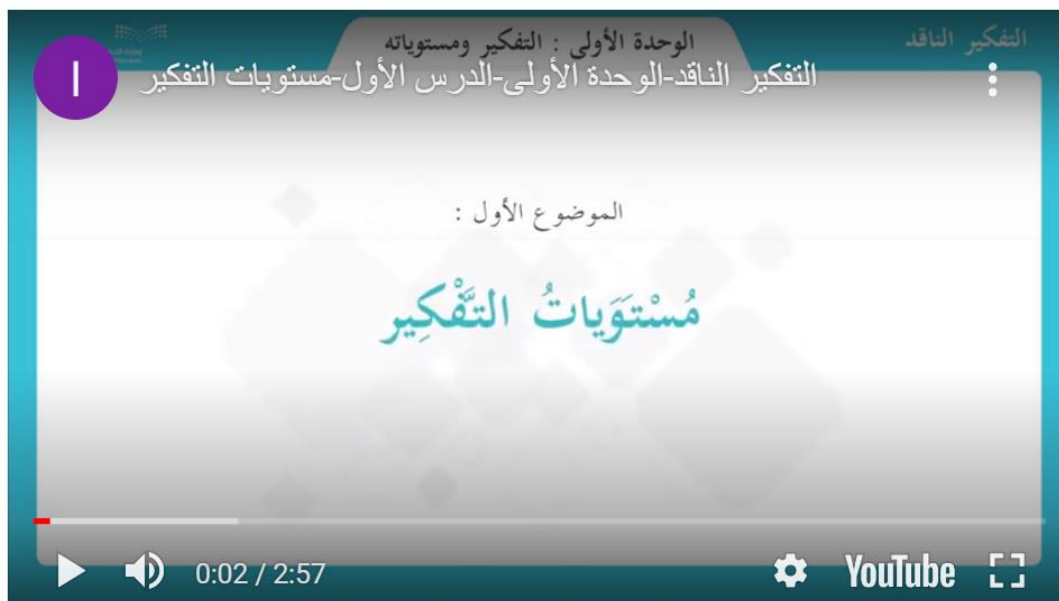 التفكير الناقد
الوحدة الأولى : التفكير ومستوياته
التفكير الناقد-الوحدة الأولى-الدرس الأول-مستويات التفكير
ا
الموضوع الأول :
مُسْتَوَياتُ التَّفْكِير
0:02 / 2:57
YouTube